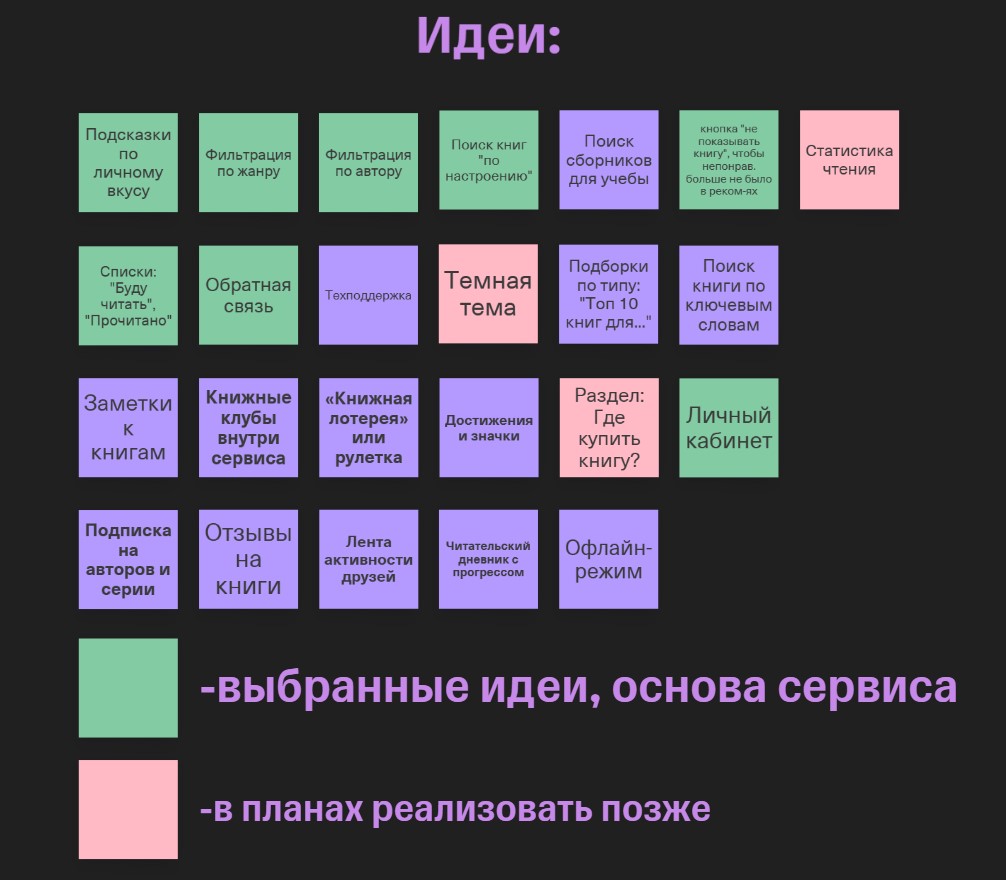 Идеи:
Подсказки
по
личному
вкусу
Фильтрация
по жанру
Фильтрация
по автору
Поиск книг
"по
настроению"
Поиск
сборников
для учебы
кнопка "не
показывать
книгу", чтобы
непонрав.
больше не было
в реком-ях
Статистика
чтения
Списки:
"Буду
читать",
"Прочитано"
Обратная
связь
Техподдержка
Темная
тема
Подборки
по типу:
"Топ 10
книг для..."
Поиск
книги по
ключевым
словам
Заметки
к
книгам
Книжные
клубы
внутри
сервиса
«Книжная
лотерея»
или
рулетка
Достижения
и значки
Раздел:
Где
купить
книгу?
Личный
кабинет
Подписка
на
авторов и
серии
Отзывы
на
книги
Лента
активности
друзей
Читательский
дневник с
прогрессом
Офлайн-
режим
-выбранные идеи, основа сервиса
-в планах реализовать позже